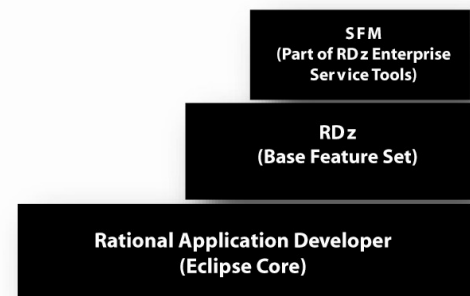 SFM
(Part of RDz Enterprise
Service Tools)
RDz
(Base Feature Set)
Rational Application Developer
(Eclipse Core)